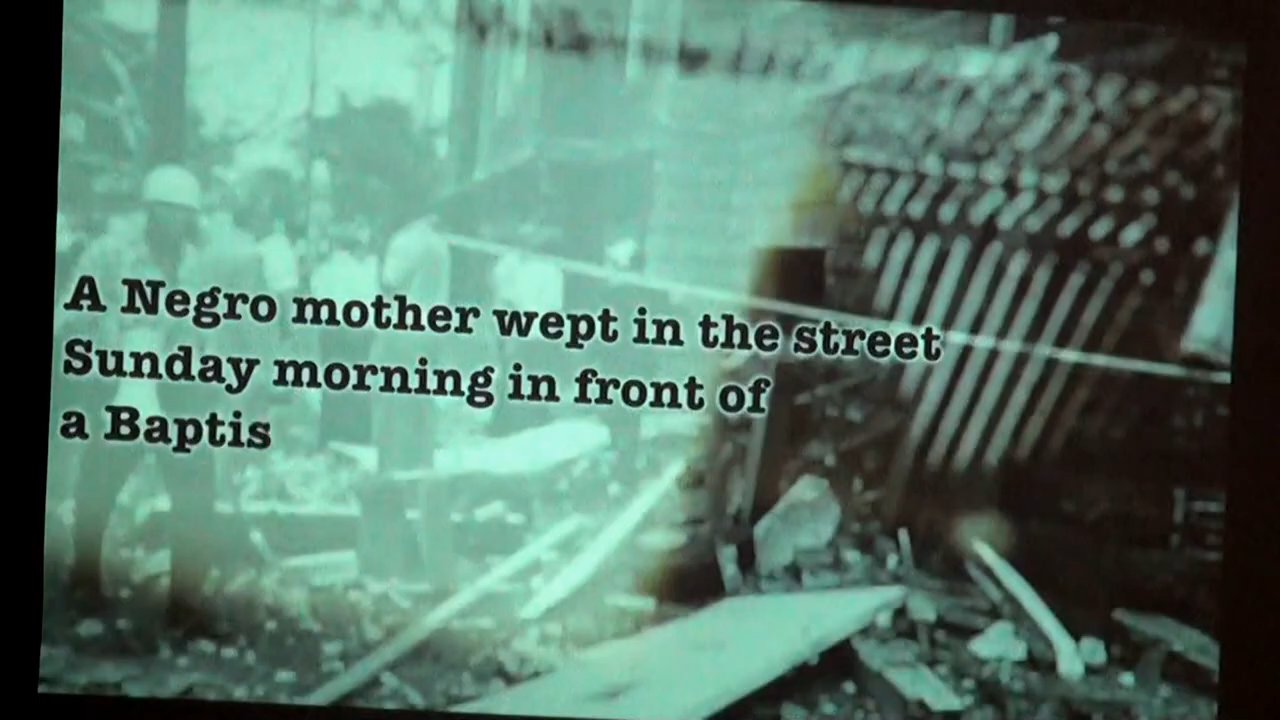 A Negro mother wept in the street
Sunday morning in front of
a Baptis